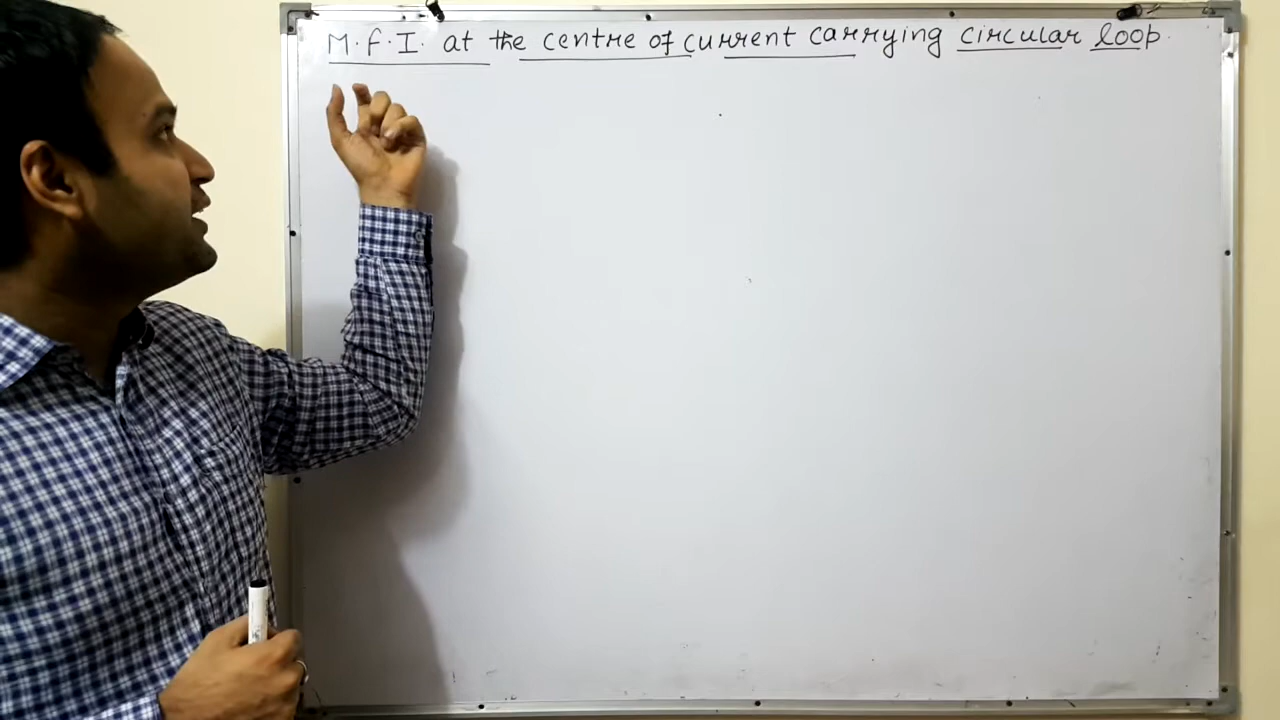 M.F.I. at the centre of current carrying circular loop.